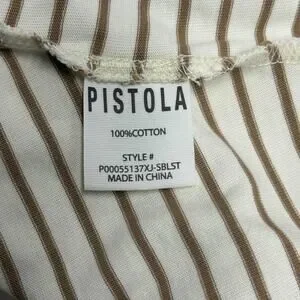 PISTOLA
100%COTTON
STYLE #
P00055137XJ-SBLST
MADE IN CHINA